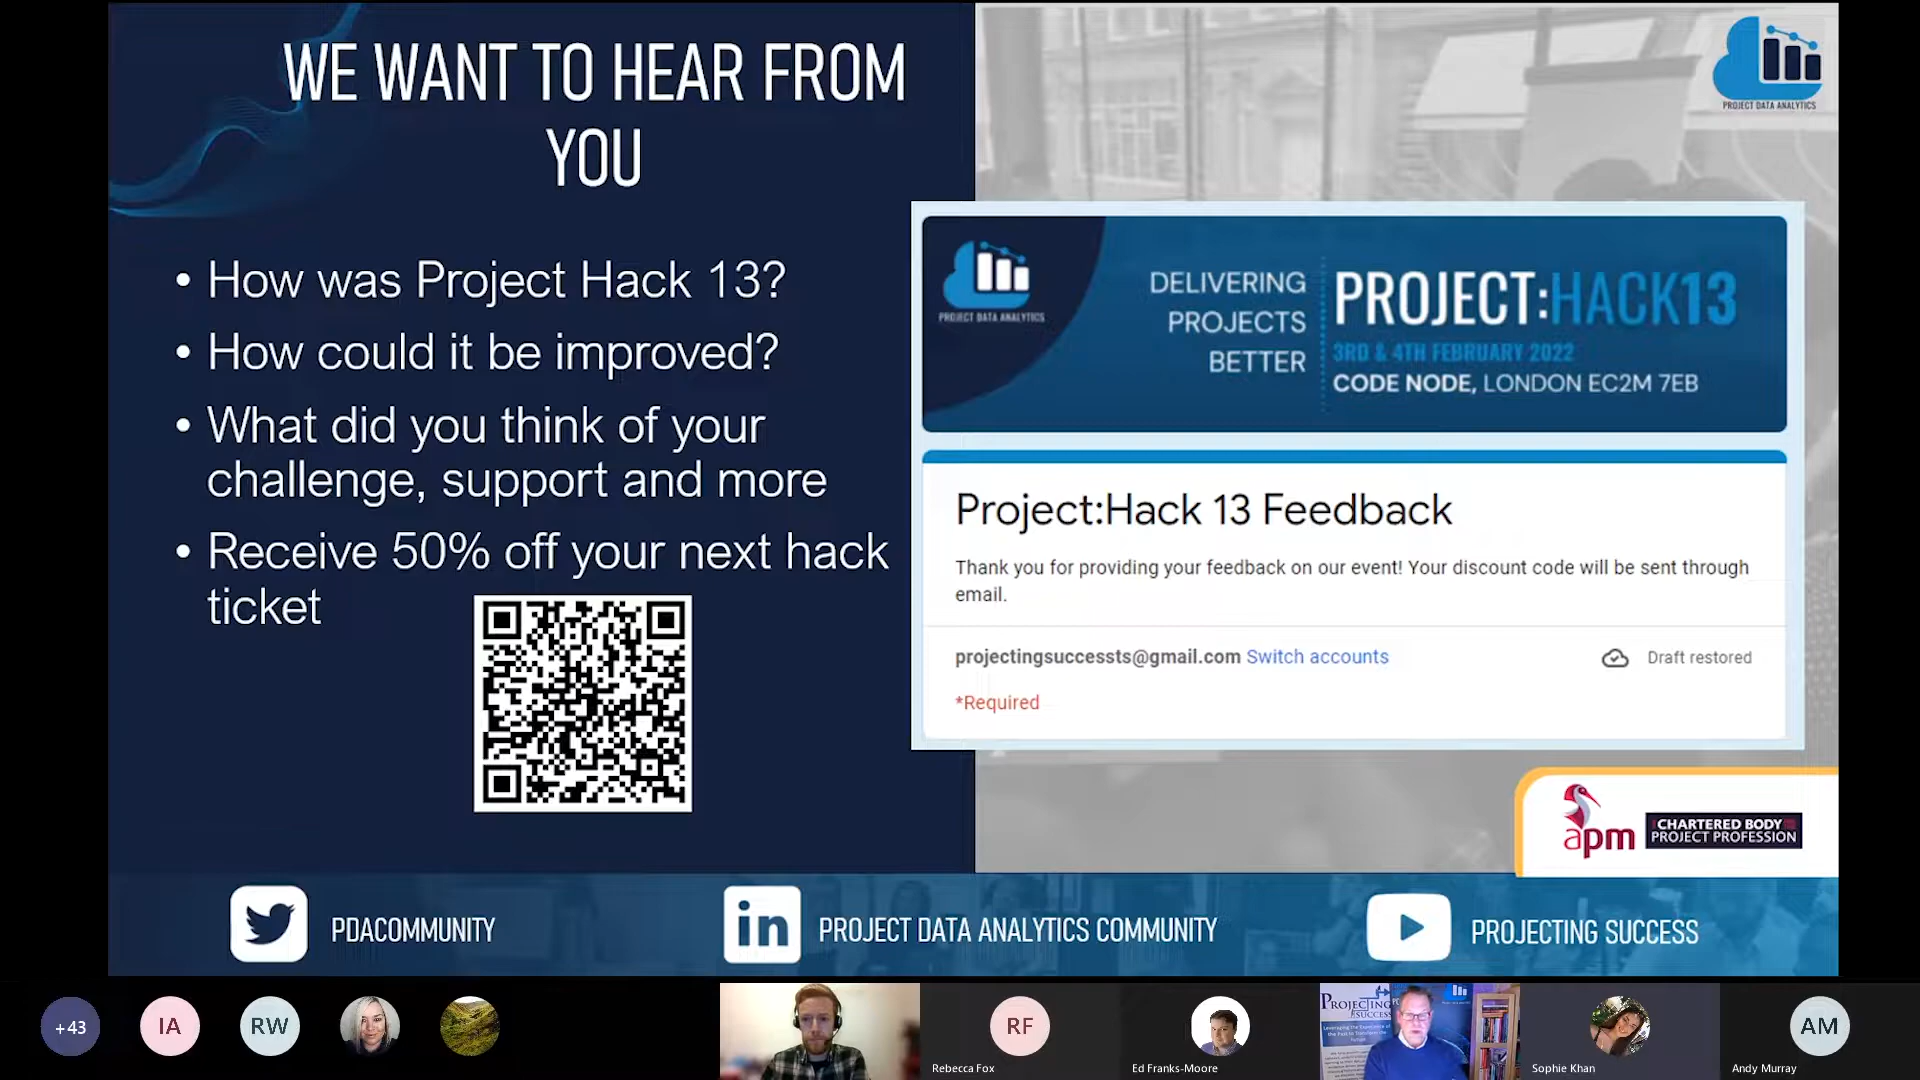 WE WANT TO HEAR FROM
YOU
• How was Project Hack 13?
• How could it be improved?
• What did you think of your
challenge, support and more
• Receive 50% off your next hack
ticket
PROJECT DATA ANALYTICS
PROJECT DATA ANALYTICS
DELIVERING
PROJECTS
BETTER
PROJECT:HACK13
3RD & 4TH FEBRUARY 2022
CODE NODE, LONDON EC2M 7EB
Project:Hack 13 Feedback
Thank you for providing your feedback on our event! Your discount code will be sent through
email.
projectingsuccessts@gmail.com Switch accounts
Draft restored
*Required
apm
CHARTERED BODY
PROJECT PROFESSION
PDACOMMUNITY
in
PROJECT DATA ANALYTICS COMMUNITY
PROJECTING SUCCESS
+43
IA
RW
RF
Rebecca Fox
Ed Franks-Moore
PROJECTING
SUCCESS
Sophie Khan
AM
Andy Murray